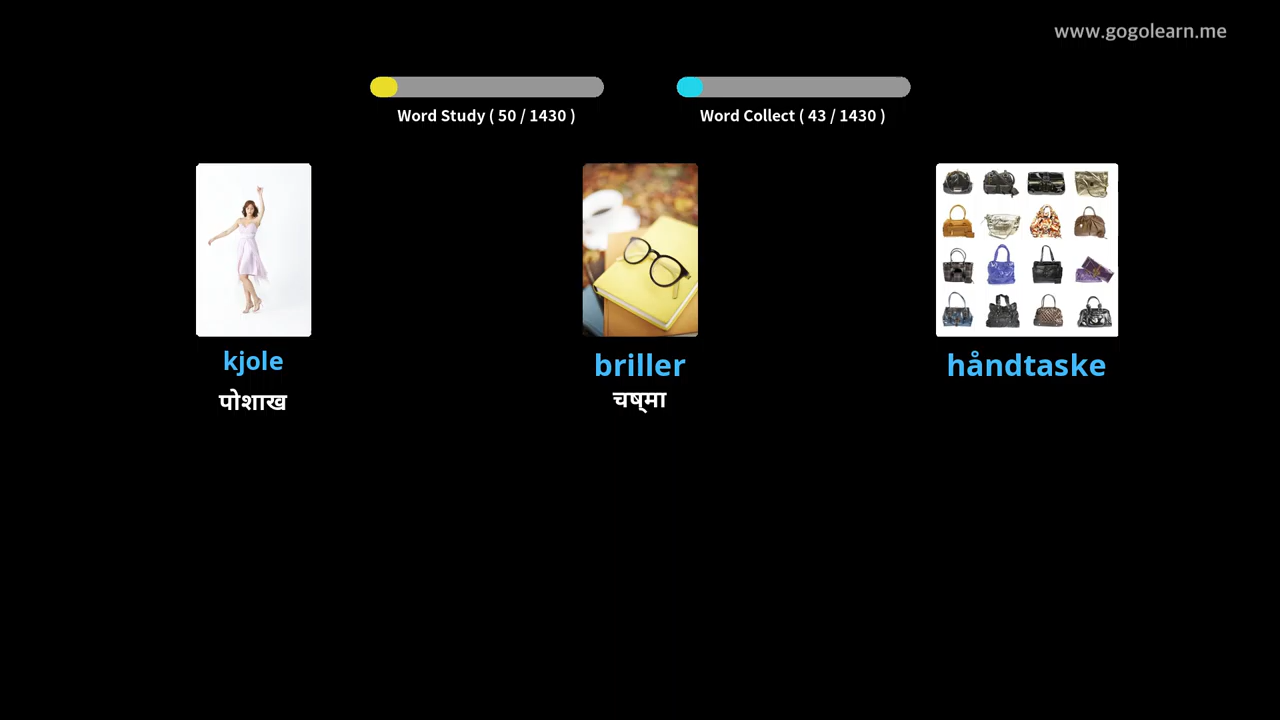 www.gogolearn.me
Word Study ( 50 / 1430 )
Word Collect ( 43 / 1430 )
kjole
briller
håndtaske
पोशाख
चष्‌मा